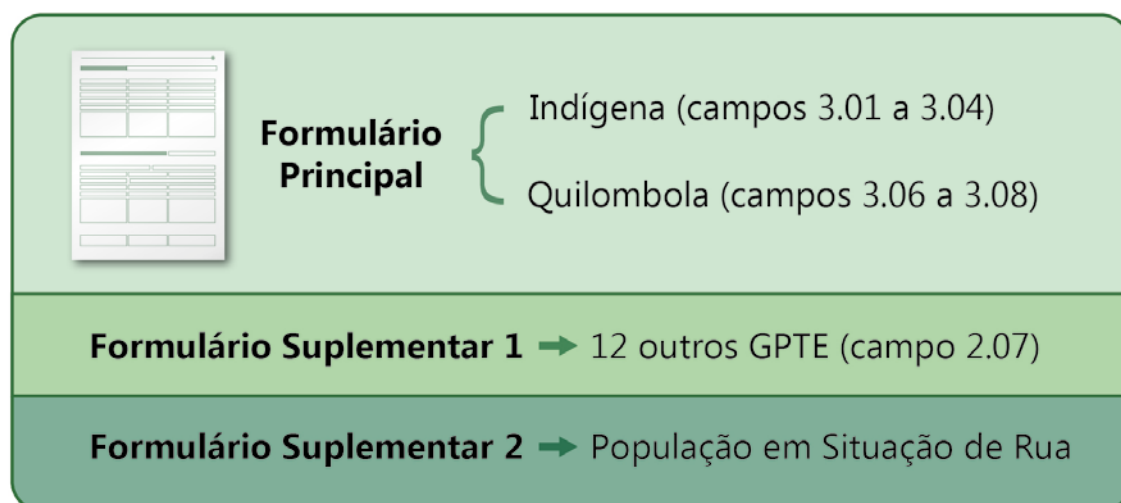 Formulário
Principal
Indígena (campos 3.01 a 3.04)
Quilombola (campos 3.06 a 3.08)
Formulário Suplementar 1 → 12 outros GPTE (campo 2.07)
Formulário Suplementar 2 → População em Situação de Rua